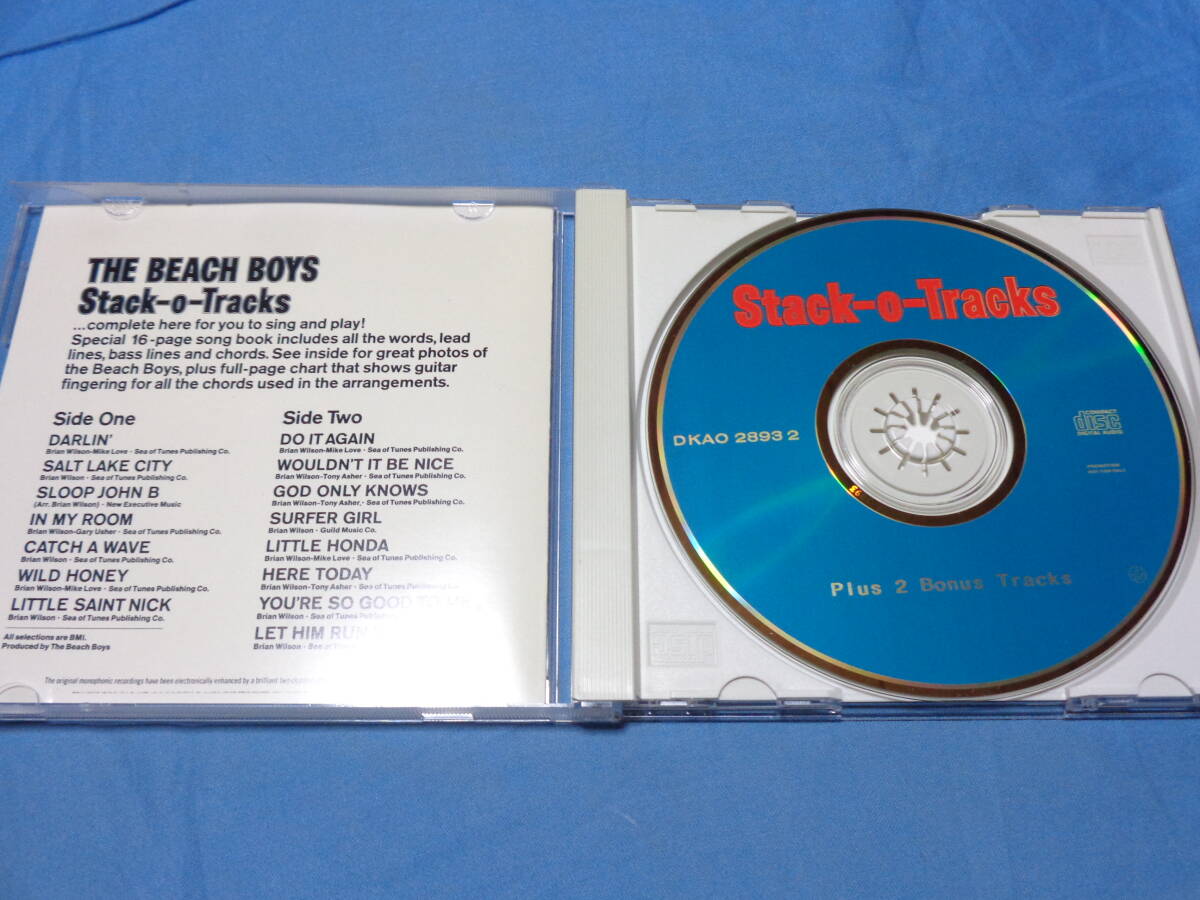 THE BEACH BOYS
Stack-o-Tracks
...complete here for you to sing and play!
Special 16-page song book includes all the words, lead
lines, bass lines and chords. See inside for great photos of
the Beach Boys, plus full-page chart that shows guitar
fingering for all the chords used in the arrangements.
Side One
DARLIN'
Brian Wilson-Mike Love · Sea of Tunes Publishing Co.
SALT LAKE CITY
Brian Wilson · Sea of Tunes Publishing Co.
SLOOP JOHN B
(Arr. Brian Wilson) · New Executive Music
IN MY ROOM
Brian Wilson-Gary Usher · Sea of Tunes Publishing Co.
CATCH A WAVE
Brian Wilson · Sea of Tunes Publishing Co.
WILD HONEY
Brian Wilson-Mike Love · Sea of Tunes Publishing Co.
LITTLE SAINT NICK
Brian Wilson · Sea of Tunes Publishing Co.
All selections are BMI.
Produced by The Beach Boys
Side Two
DO IT AGAIN
Brian Wilson-Mike Love · Sea of Tunes Publishing Co.
WOULDN'T IT BE NICE
Brian Wilson-Tony Asher · Sea of Tunes Publishing Co.
GOD ONLY KNOWS
Brian Wilson-Tony Asher · Sea of Tunes Publishing Co.
SURFER GIRL
Brian Wilson · Guild Music Co.
LITTLE HONDA
Brian Wilson-Mike Love · Sea of Tunes Publishing Co.
HERE TODAY
Brian Wilson-Tony Asher · Sea of Tunes Publishing Co.
YOU'RE SO GOOD TO ME
Brian Wilson · Sea of Tunes Publishing
LET HIM RUN
Brian Wilson · Sea of Tunes
The original monophonic recordings have been electronically enhanced by a brilliant
Stack-o-Tracks
DKAO 2893 2
COMPACT
disc
DIGITAL AUDIO
PROMOTION
Plus 2 Bonus Tracks